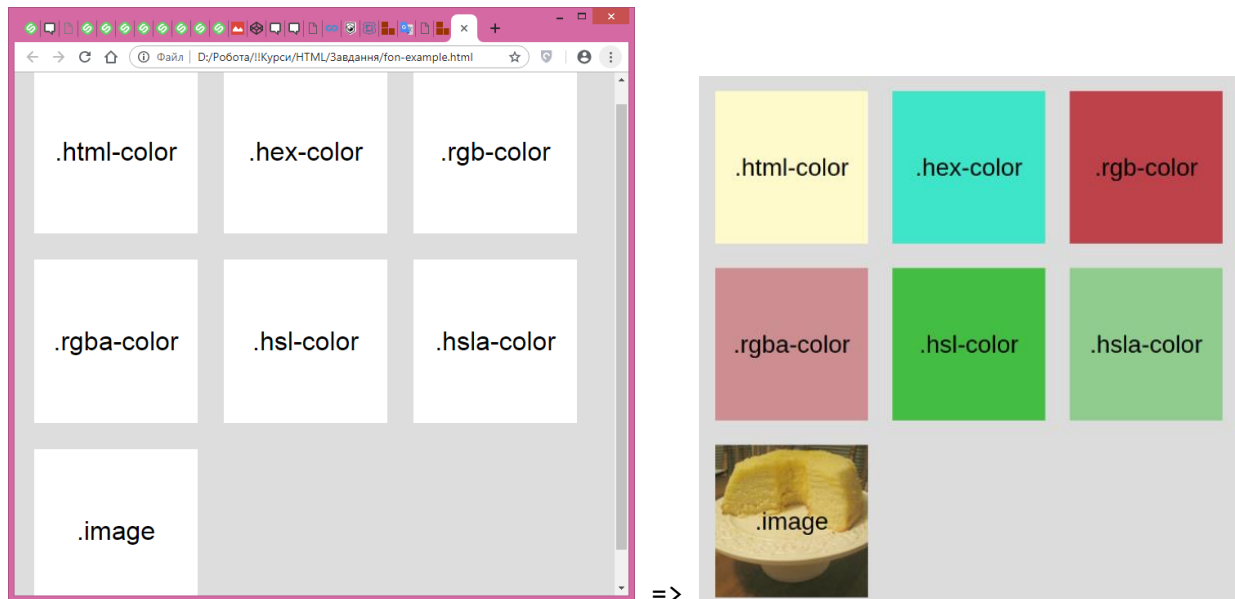 Файл D:/Робота/!!Курси/HTML/Завдання/fon-example.html
.html-color .hex-color .rgb-color
.rgba-color .hsl-color .hsla-color
.image
=>
.html-color .hex-color .rgb-color
.rgba-color .hsl-color .hsla-color
.image